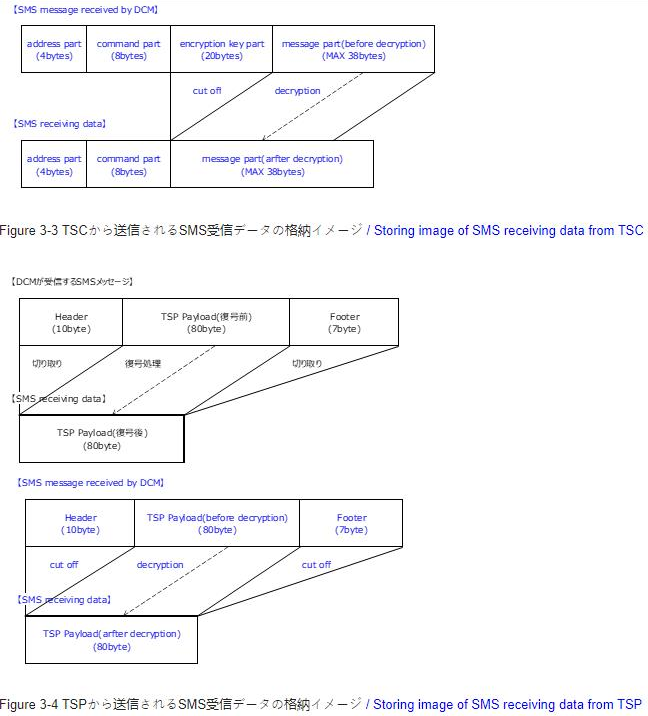 【SMS message received by DCM】
address part command part encryption key part message part(before decryption)
(4bytes) (8bytes) (20bytes) (MAX 38bytes)
cut off decryption
【SMS receiving data】
address part command part message part(arfter decryption)
(4bytes) (8bytes) (MAX 38bytes)
Figure 3-3 TSCから送信されるSMS受信データの格納イメージ / Storing image of SMS receiving data from TSC
【DCMが受信するSMSメッセージ】
Header TSP Payload(復号前) Footer
(10byte) (80byte) (7byte)
切り取り 復号処理 切り取り
【SMS receiving data】
TSP Payload(復号後)
(80byte)
【SMS message received by DCM】
Header TSP Payload(before decryption) Footer
(10byte) (80byte) (7byte)
cut off decryption cut off
【SMS receiving data】
TSP Payload(arfter decryption)
(80byte)
Figure 3-4 TSPから送信されるSMS受信データの格納イメージ / Storing image of SMS receiving data from TSP